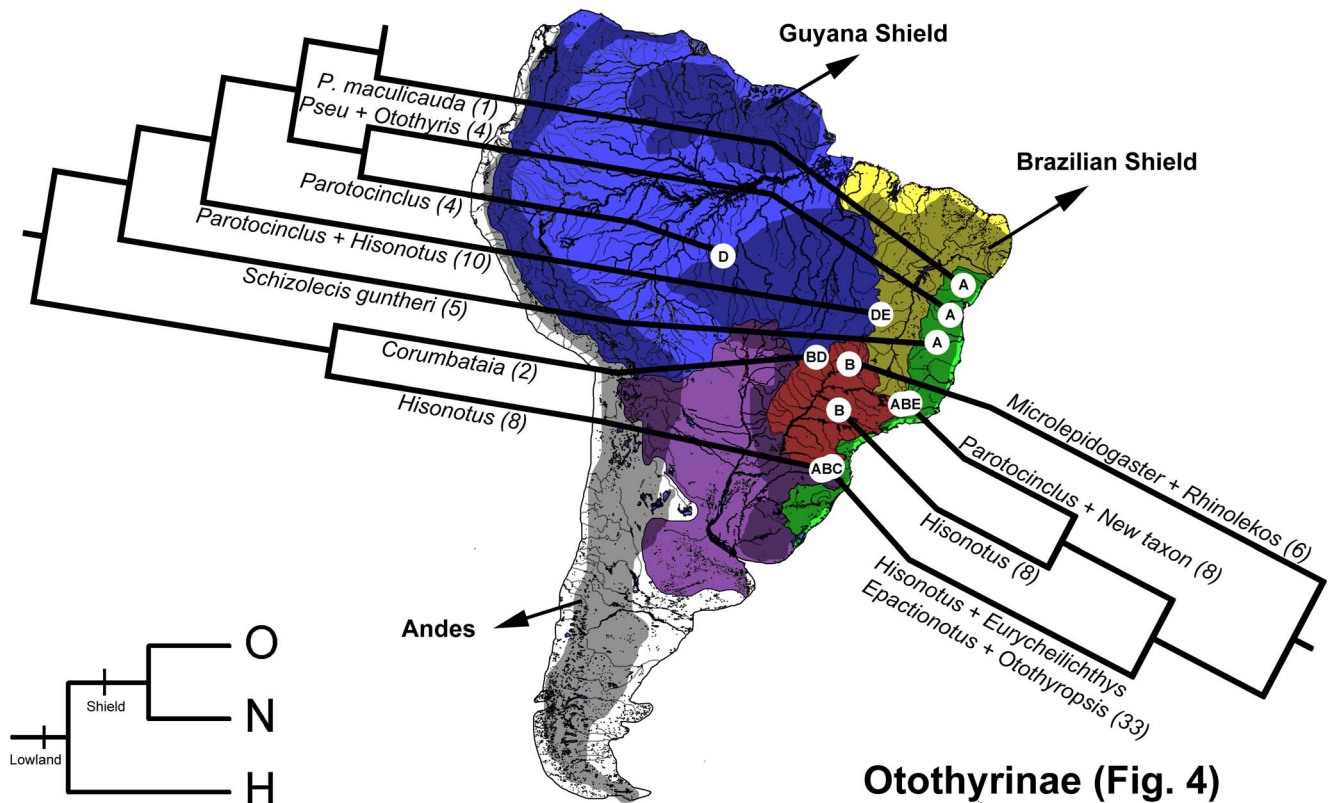 Guyana Shield
Brazilian Shield
P. maculicauda (1)
Pseu + Otothyris (4)
Parotocinclus (4)
Parotocinclus + Hisonotus (10)
Schizolecis guntheri (5)
Corumbataia (2)
Hisonotus (8)
D
A
A
DE
A
BD
B
B
ABE
ABC
Microlepidogaster + Rhinolekos (6)
Parotocinclus + New taxon (8)
Hisonotus (8)
Hisonotus + Eurycheilichthys
Epactionotus + Otothyropsis (33)
Andes
O
Shield
N
Lowland
H
Otothyrinae (Fig. 4)